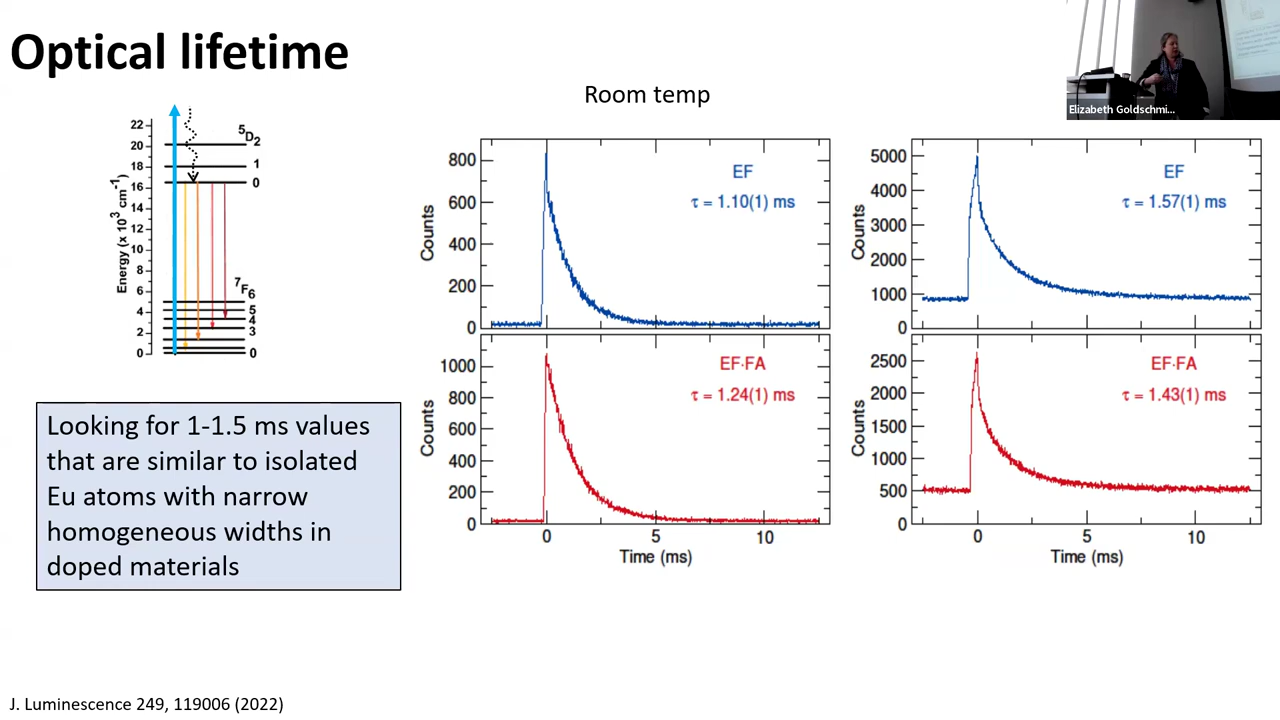 Optical lifetime
Room temp
Elizabeth Goldschmi...
Energy (x 10³ cm⁻¹)
22
20
18
16
14
12
10
8
6
4
2
0
⁵D₂
1
0
⁷F₆
5
4
3
0
Looking for 1-1.5 ms values
that are similar to isolated
Eu atoms with narrow
homogeneous widths in
doped materials
Counts
800
600
400
200
0
EF
τ = 1.10(1) ms
Counts
1000
800
600
400
200
0
EF·FA
τ = 1.24(1) ms
0 5 10
Time (ms)
Counts
5000
4000
3000
2000
1000
0
EF
τ = 1.57(1) ms
Counts
2500
2000
1500
1000
500
0
EF·FA
τ = 1.43(1) ms
0 5 10
Time (ms)
J. Luminescence 249, 119006 (2022)